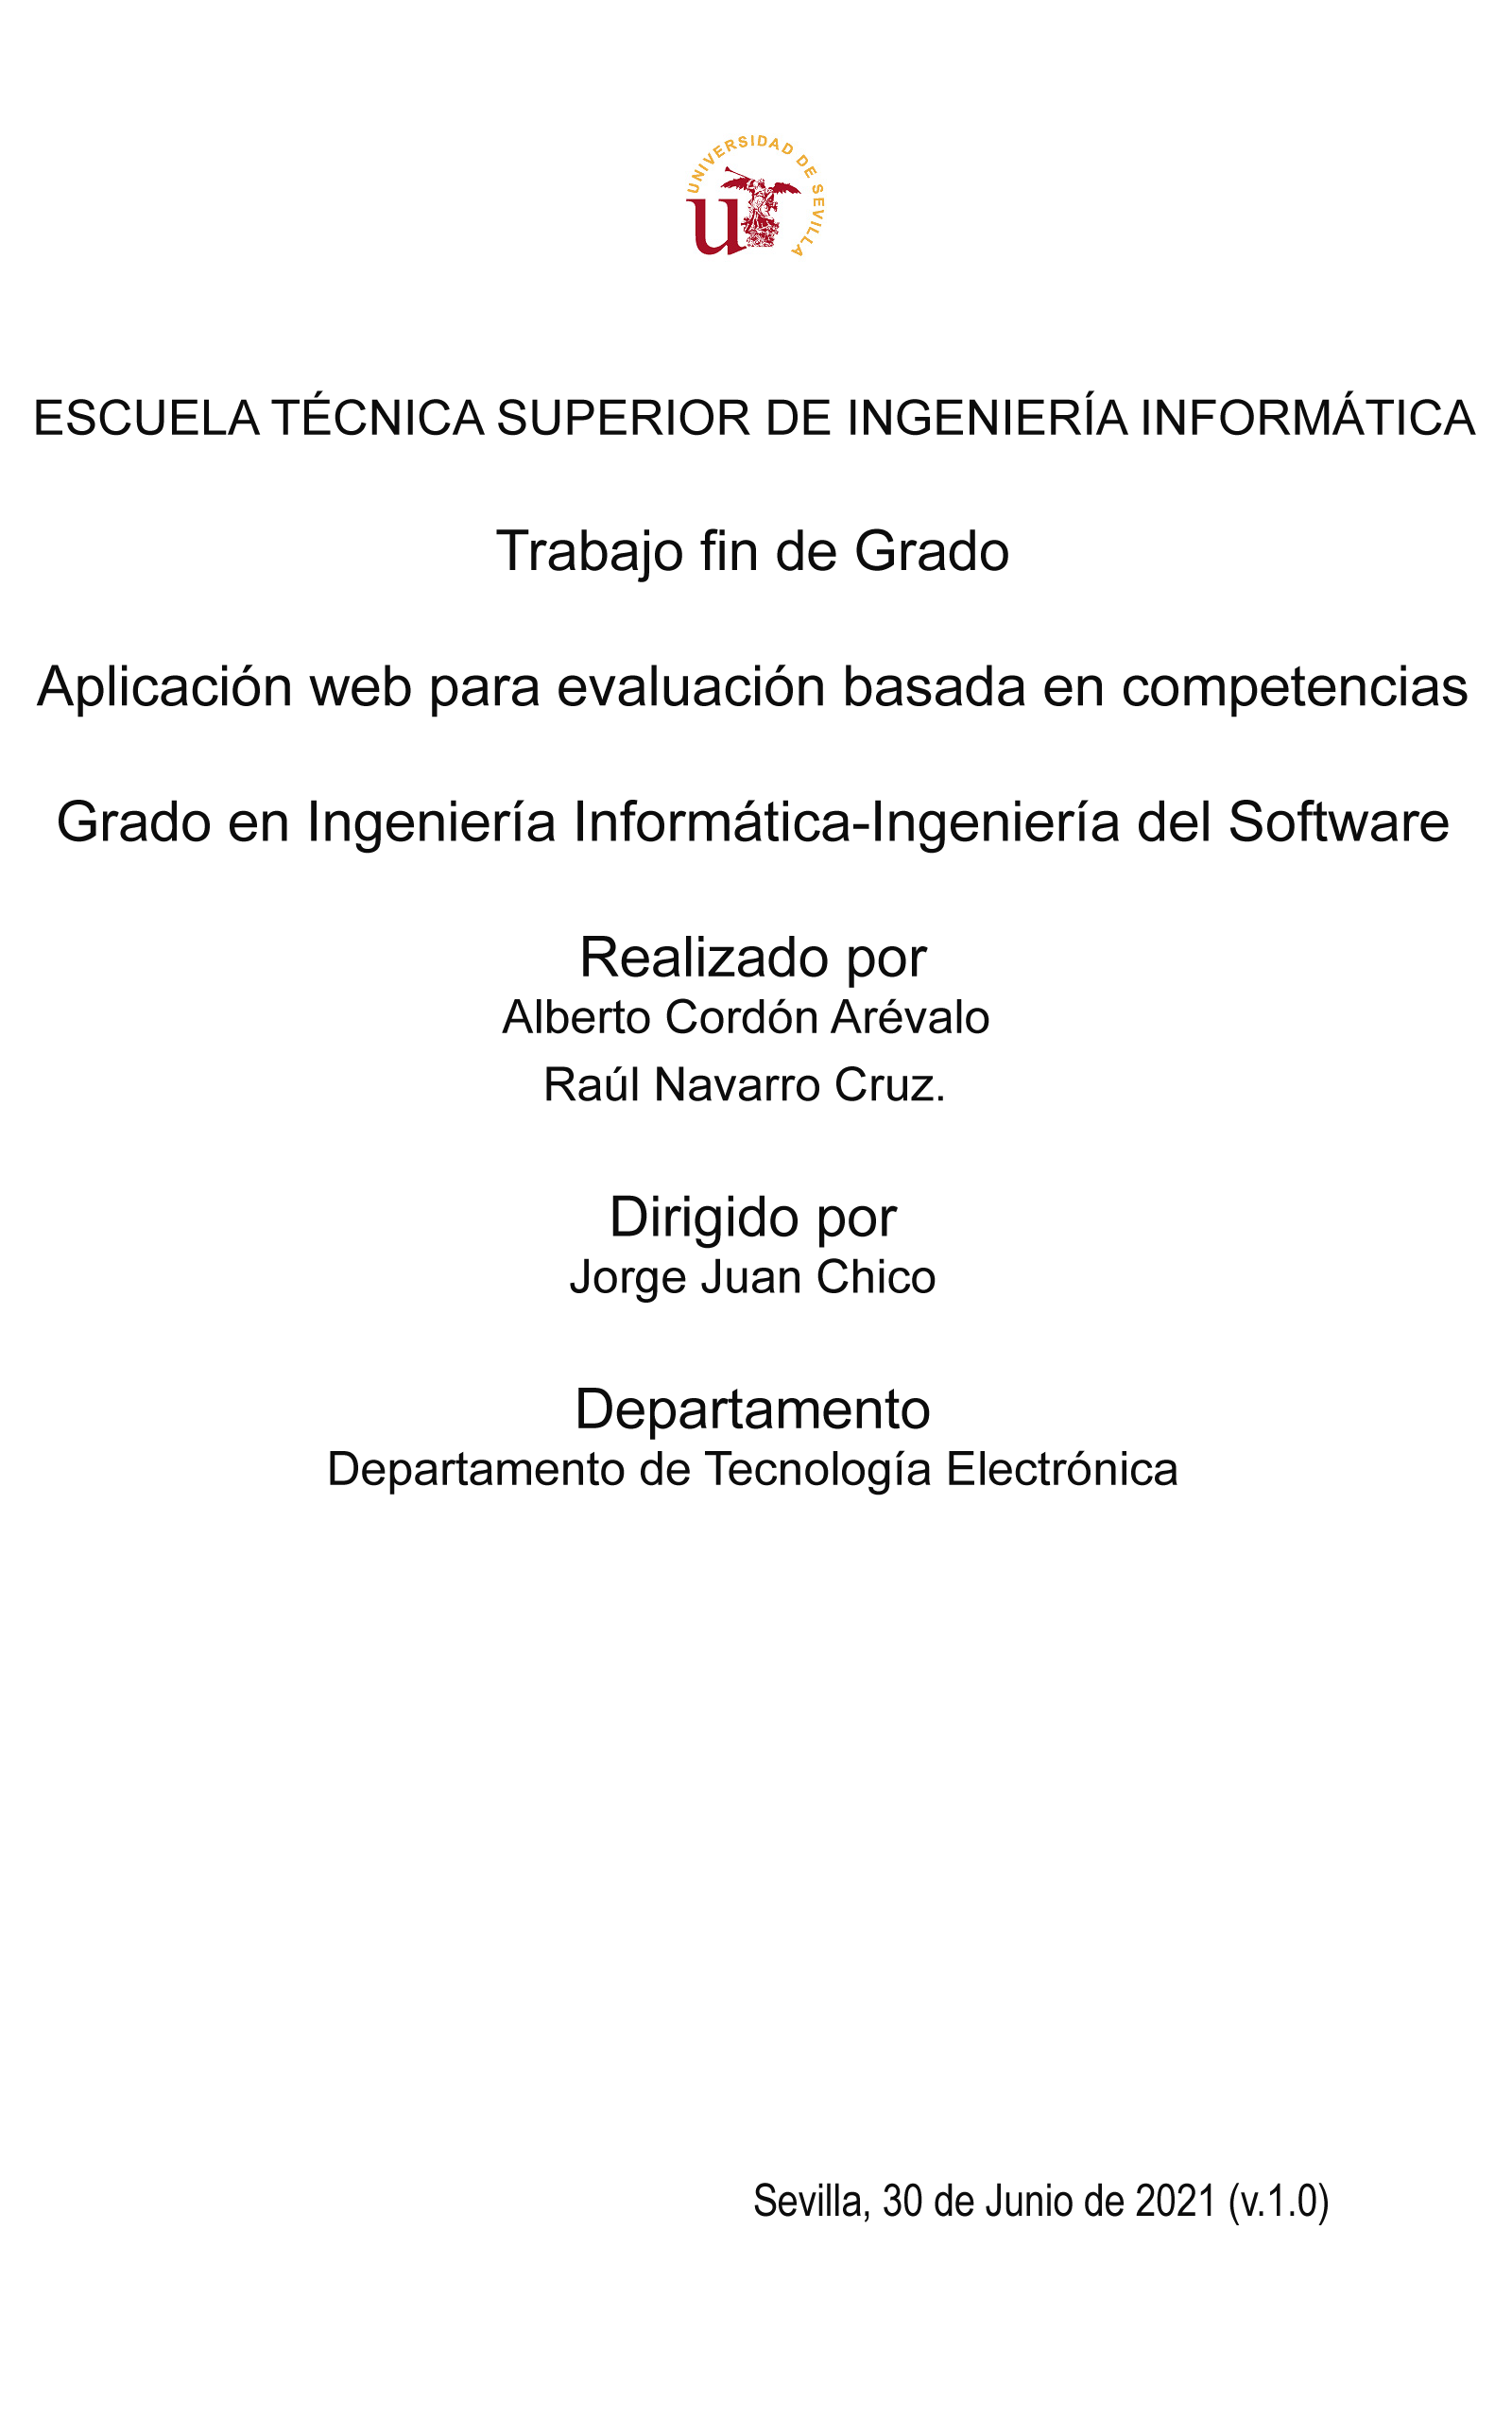 UNIVERSIDAD DE SEVILLA
u
ESCUELA TÉCNICA SUPERIOR DE INGENIERÍA INFORMÁTICA
Trabajo fin de Grado
Aplicación web para evaluación basada en competencias
Grado en Ingeniería Informática-Ingeniería del Software
Realizado por
Alberto Cordón Arévalo
Raúl Navarro Cruz.
Dirigido por
Jorge Juan Chico
Departamento
Departamento de Tecnología Electrónica
Sevilla, 30 de Junio de 2021 (v.1.0)